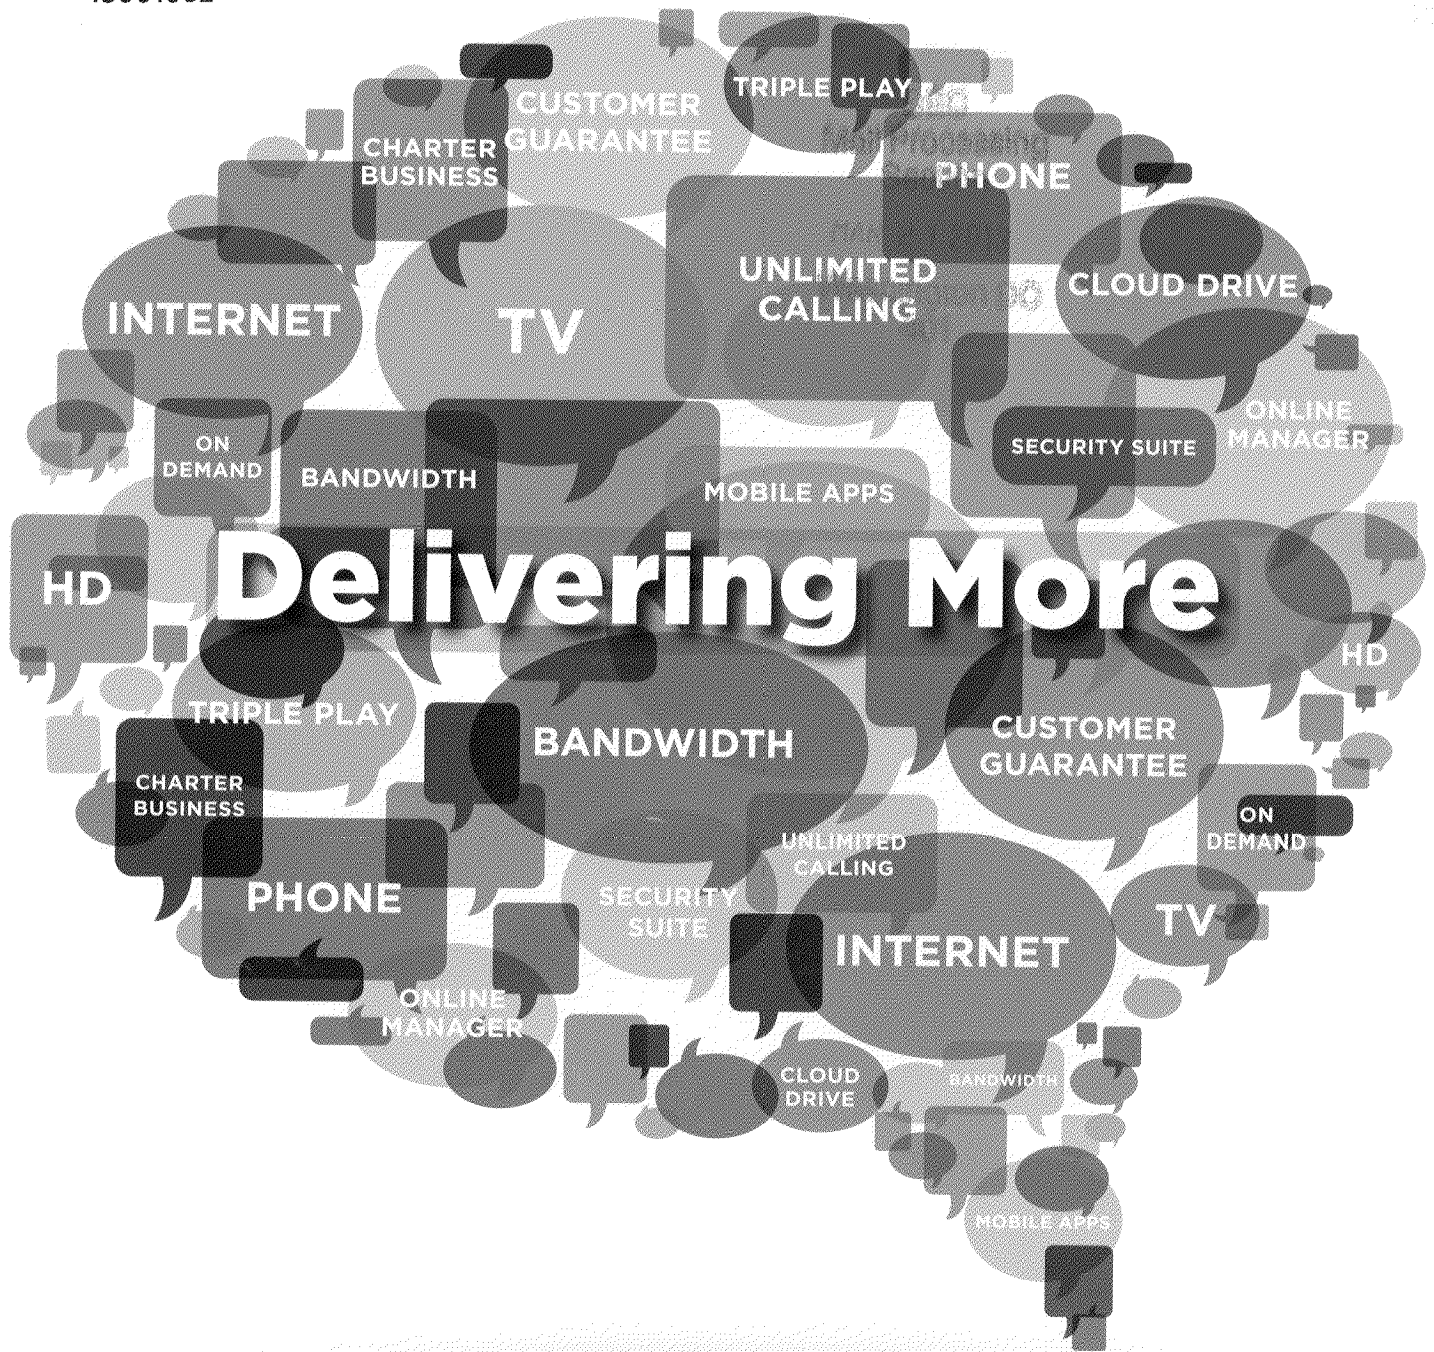 CUSTOMER
GUARANTEE
TRIPLE PLAY
CHARTER
BUSINESS
PHONE
UNLIMITED
CALLING
CLOUD DRIVE
INTERNET
TV
ONLINE
MANAGER
ON
DEMAND
BANDWIDTH
MOBILE APPS
SECURITY SUITE
HD
Delivering More
HD
TRIPLE PLAY
BANDWIDTH
CUSTOMER
GUARANTEE
CHARTER
BUSINESS
ON
DEMAND
UNLIMITED
CALLING
PHONE
SECURITY
SUITE
INTERNET
TV
ONLINE
MANAGER
CLOUD
DRIVE
BANDWIDTH
MOBILE APPS